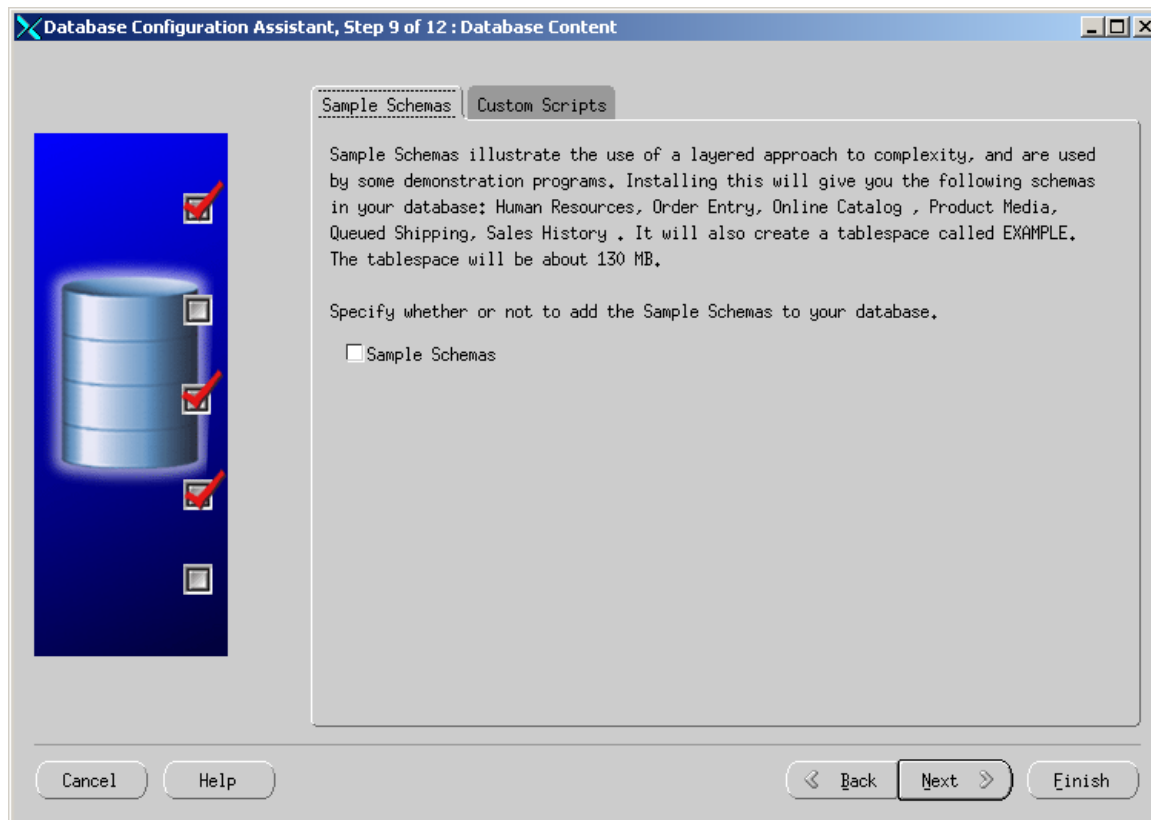 Database Configuration Assistant, Step 9 of 12 : Database Content
Sample Schemas
Custom Scripts
Sample Schemas illustrate the use of a layered approach to complexity, and are used
by some demonstration programs. Installing this will give you the following schemas
in your database: Human Resources, Order Entry, Online Catalog , Product Media,
Queued Shipping, Sales History . It will also create a tablespace called EXAMPLE.
The tablespace will be about 130 MB.
Specify whether or not to add the Sample Schemas to your database.
Sample Schemas
Cancel
Help
Back
Next
Finish